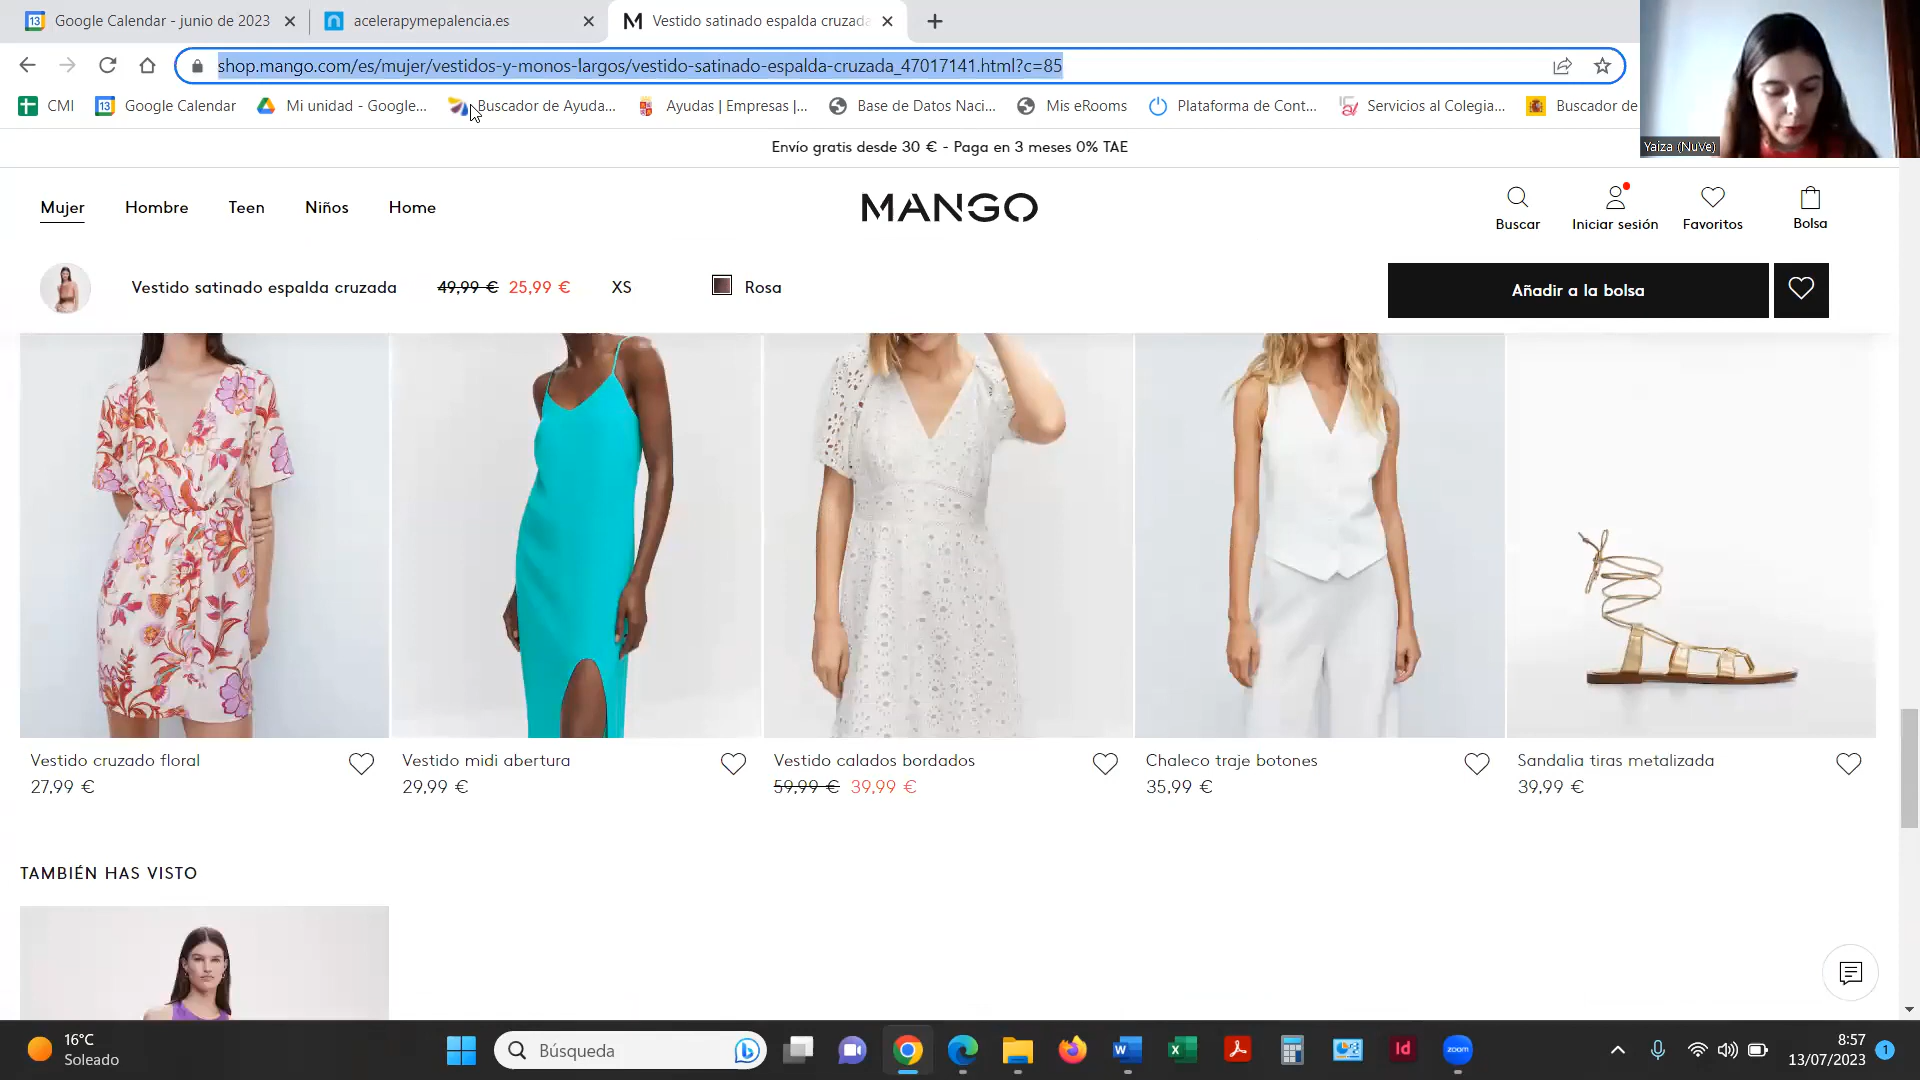 Google Calendar - junio de 2023
acelerapymepalencia.es
Vestido satinado espalda cruzada
shop.mango.com/es/mujer/vestidos-y-monos-largos/vestido-satinado-espalda-cruzada_47017141.html?c=85
CMI
Google Calendar
Mi unidad - Google...
Buscador de Ayuda...
Ayudas | Empresas |...
Base de Datos Naci...
Mis eRooms
Plataforma de Cont...
Servicios al Colegia...
Buscador de
Yaiza (NuVe)
Envío gratis desde 30 € - Paga en 3 meses 0% TAE
Mujer
Hombre
Teen
Niños
Home
MANGO
Buscar
Iniciar sesión
Favoritos
Bolsa
Vestido satinado espalda cruzada
49,99 € 25,99 €
XS
Rosa
Añadir a la bolsa
Vestido cruzado floral
27,99 €
Vestido midi abertura
29,99 €
Vestido calados bordados
59,99 € 39,99 €
Chaleco traje botones
35,99 €
Sandalia tiras metalizada
39,99 €
TAMBIÉN HAS VISTO
16°C
Soleado
Búsqueda
zoom
8:57
13/07/2023
1